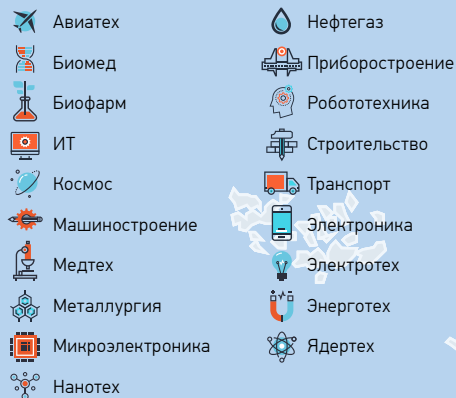 Авиатех
Биомед
Биофарм
ИТ
Космос
Машиностроение
Медтех
Металлургия
Микроэлектроника
Нанотех
Нефтегаз
Приборостроение
Робототехника
Строительство
Транспорт
Электроника
Электротех
Энерготех
Ядертех